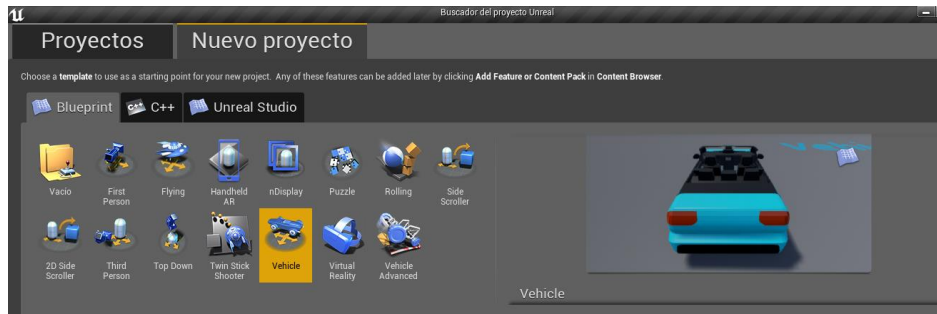 Buscador del proyecto Unreal
Proyectos
Nuevo proyecto
Choose a template to use as a starting point for your new project. Any of these features can be added later by clicking Add Feature or Content Pack in Content Browser.
Blueprint
C++
Unreal Studio
Vacio
First
Person
Flying
Handheld
AR
nDisplay
Puzzle
Rolling
Side
Scroller
2D Side
Scroller
Third
Person
Top Down
Twin Stick
Shooter
Vehicle
Virtual
Reality
Vehicle
Advanced
Vehicle